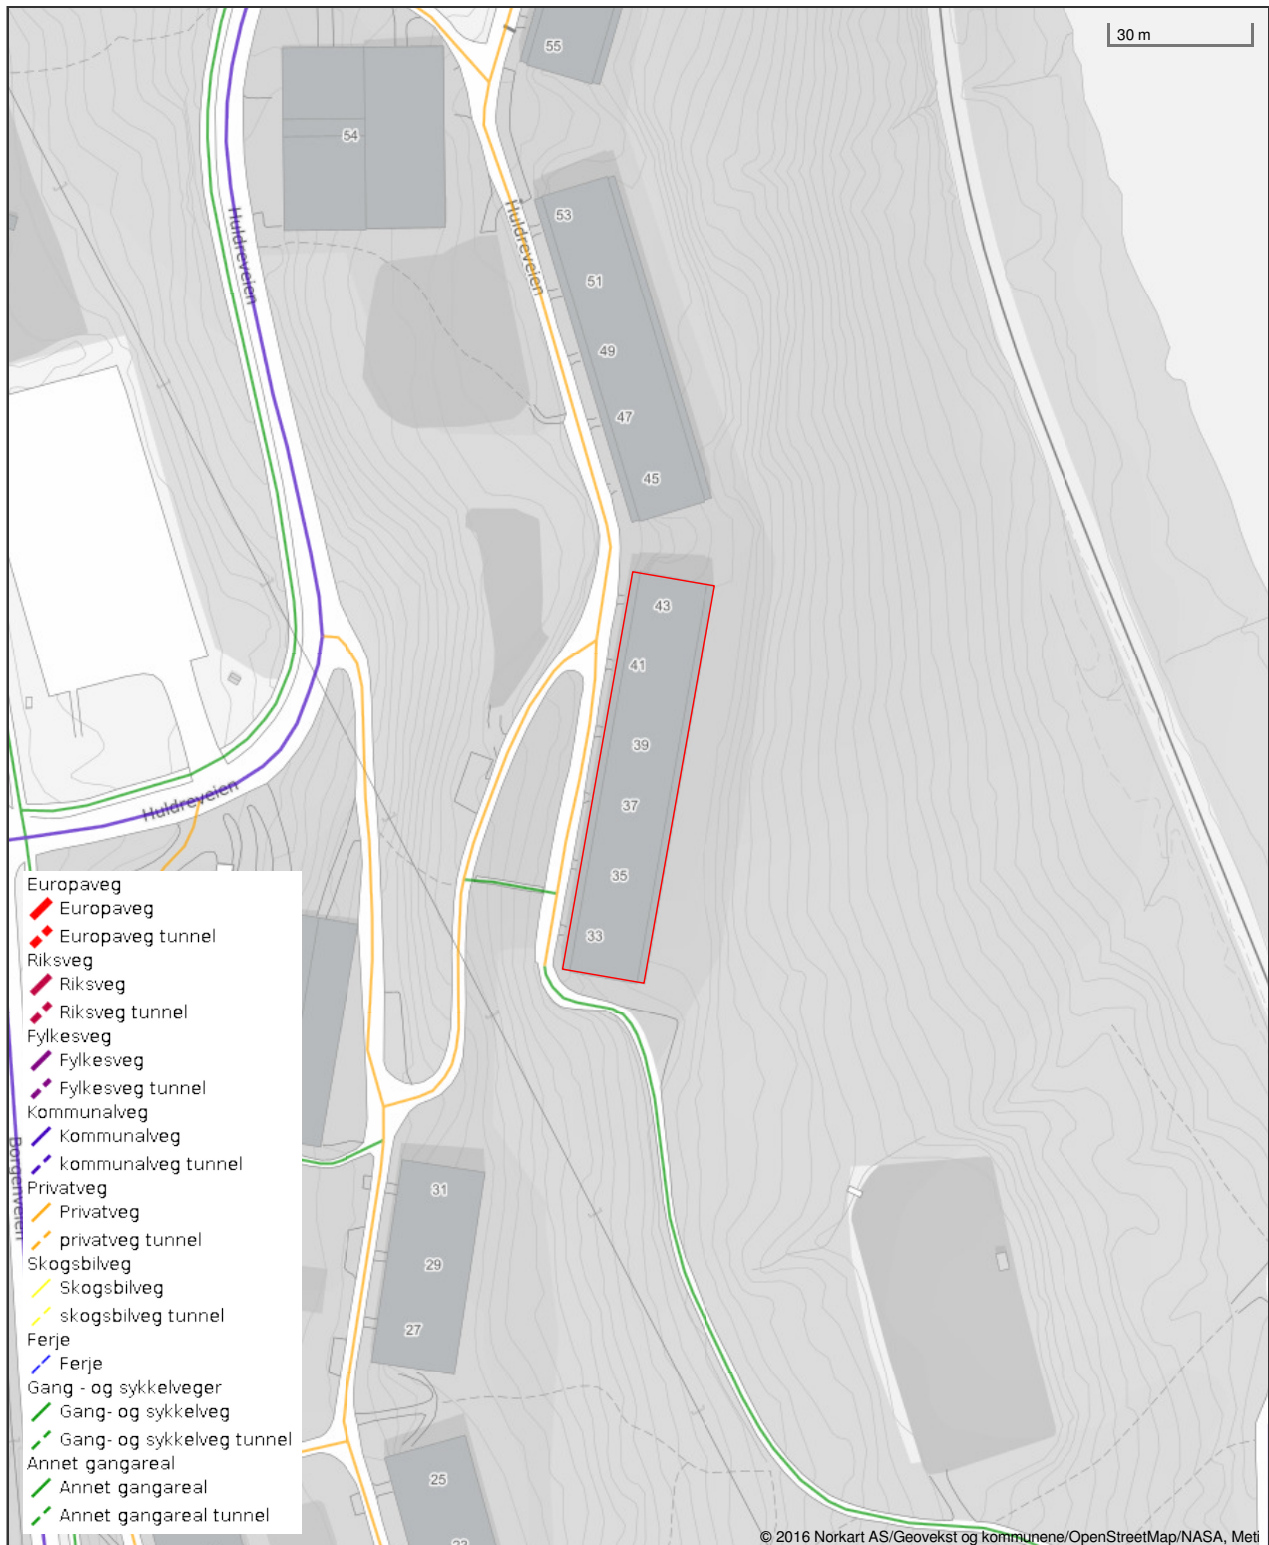 30 m
55
54
53
Huldreveien
Huldreveien
51
49
47
45
43
41
39
Huldreveien
37
35
33
Europaveg
Europaveg
Europaveg tunnel
Riksveg
Riksveg
Riksveg tunnel
Fylkesveg
Fylkesveg
Fylkesveg tunnel
Kommunalveg
Kommunalveg
kommunalveg tunnel
Privatveg
Privatveg
privatveg tunnel
Skogsbilveg
Skogsbilveg
skogsbilveg tunnel
Ferje
Ferje
Gang - og sykkelveger
Gang- og sykkelveg
Gang- og sykkelveg tunnel
Annet gangareal
Annet gangareal
Annet gangareal tunnel
Borgenveien
31
29
27
25
© 2016 Norkart AS/Geovekst og kommunene/OpenStreetMap/NASA, Meti